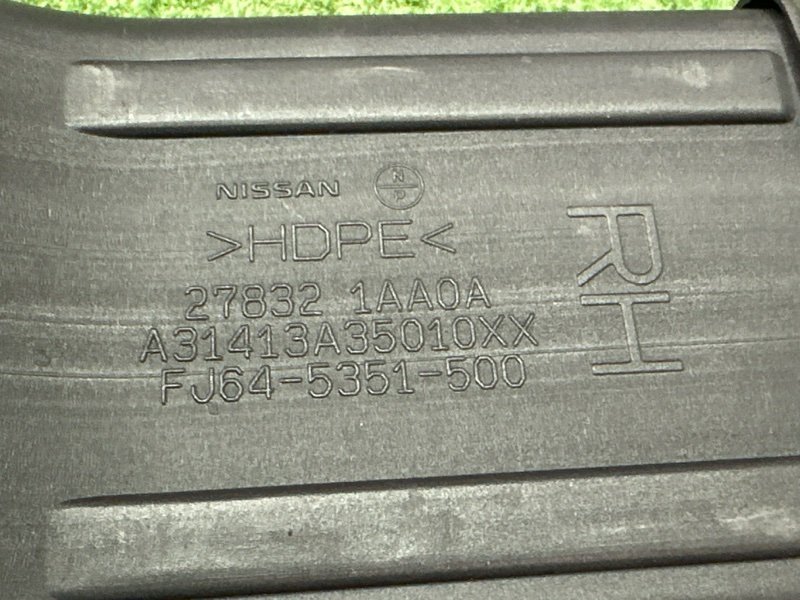 NISSAN N P
>HDPE<
27832 1AA0A
A31413A35010XX
FJ64-5351-500
RH